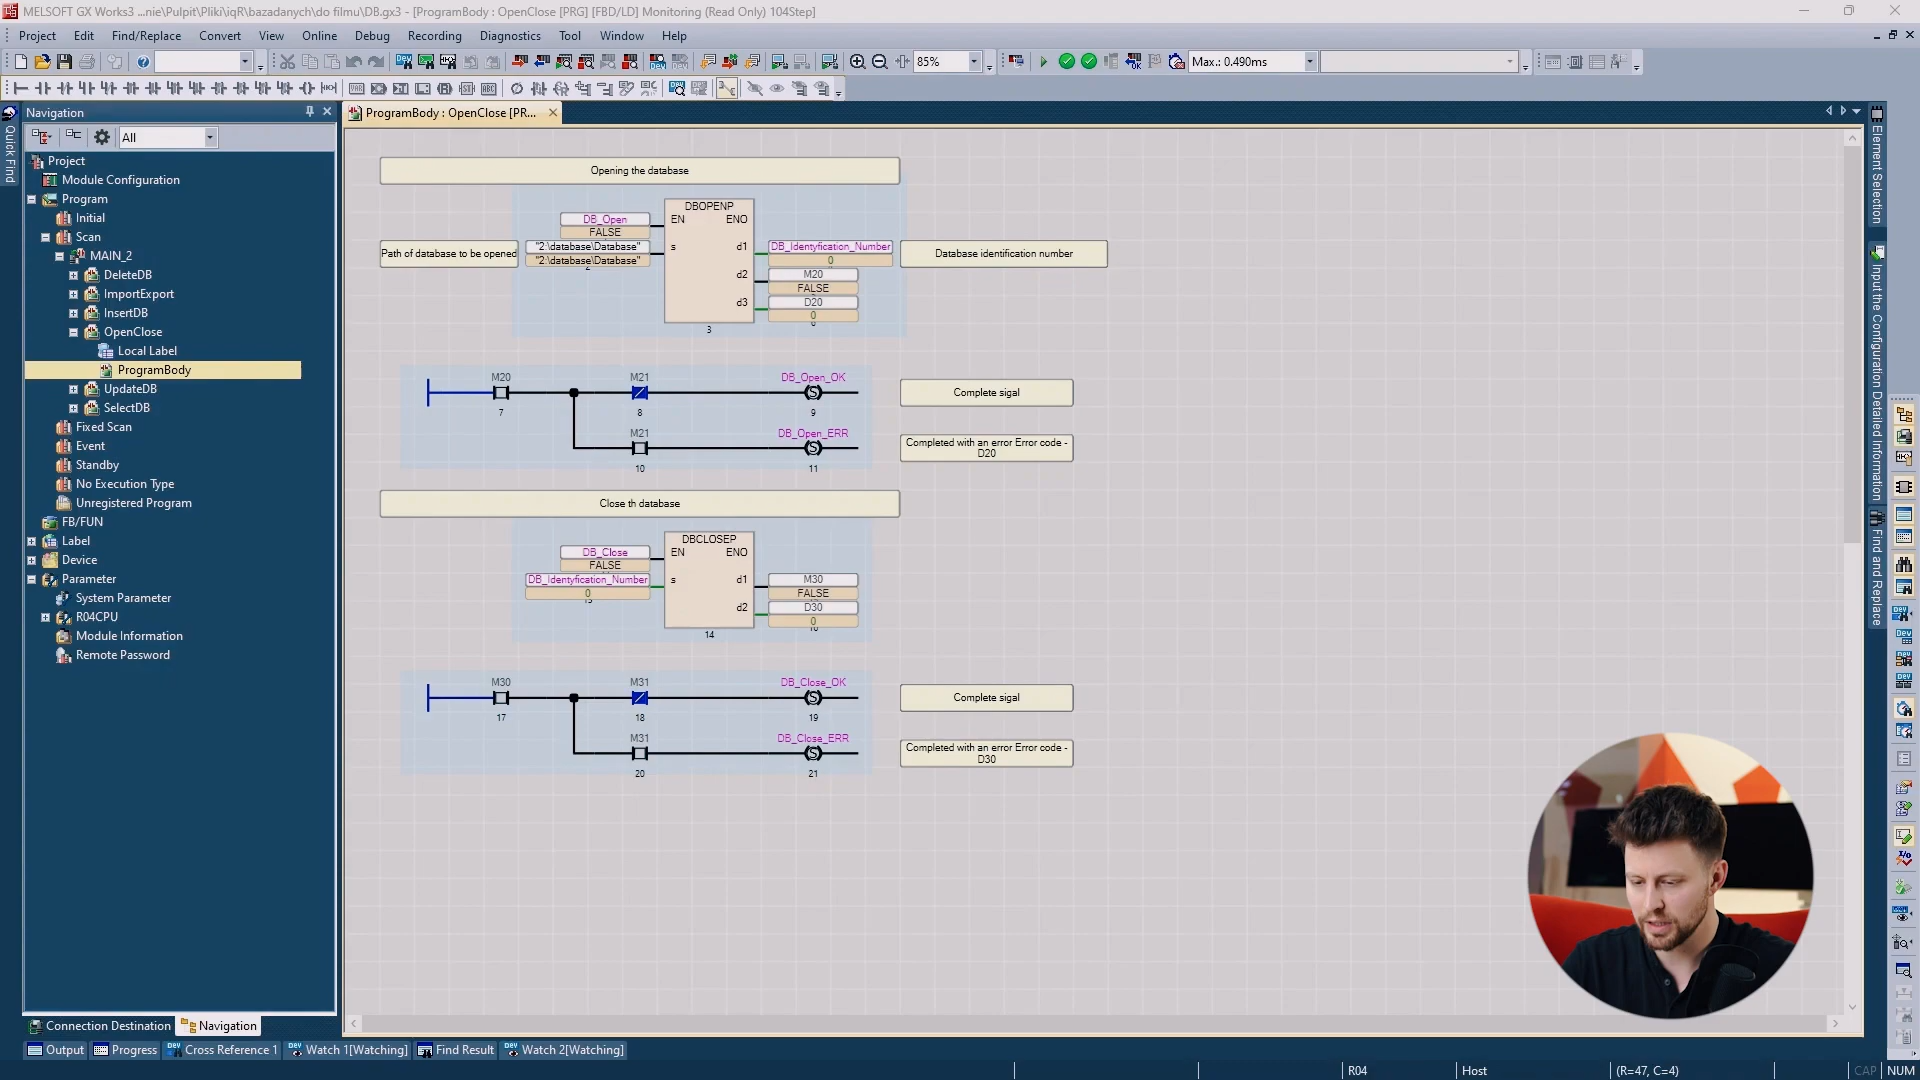 MELSOFT GX Works3 ...nie\Pulpit\Pliki\iqR\bazadanych\do filmu\DB.gx3 - [ProgramBody : OpenClose [PRG] [FBD/LD] Monitoring (Read Only) 104Step]
Project Edit Find/Replace Convert View Online Debug Recording Diagnostics Tool Window Help
85%
Max.: 0.490ms
Navigation
ProgramBody : OpenClose [PR...
All
Quick Find
Project
Module Configuration
Program
Initial
Scan
MAIN_2
DeleteDB
ImportExport
InsertDB
OpenClose
Local Label
ProgramBody
UpdateDB
SelectDB
Fixed Scan
Event
Standby
No Execution Type
Unregistered Program
FB/FUN
Label
Device
Parameter
System Parameter
R04CPU
Module Information
Remote Password
Opening the database
DBOPENP
DB_Open
EN ENO
FALSE
Path of database to be opened
"2:\database\Database"
"2:\database\Database"
s d1
DB_Identyfication_Number
0
Database identification number
d2
M20
FALSE
d3
D20
0
3
M20 M21 DB_Open_OK
Complete sigal
7 8 9
M21 DB_Open_ERR
Completed with an error Error code -
D20
10 11
Close th database
DBCLOSEP
DB_Close
EN ENO
FALSE
DB_Identyfication_Number
0
s d1
M30
FALSE
d2
D30
0
14
M30 M31 DB_Close_OK
Complete sigal
17 18 19
M31 DB_Close_ERR
Completed with an error Error code -
D30
20 21
Element Selection
Input the Configuration Detailed Information
Find and Replace
Connection Destination Navigation
Output Progress Cross Reference 1 Watch 1[Watching] Find Result Watch 2[Watching]
R04 Host (R=47, C=4) CAP NUM